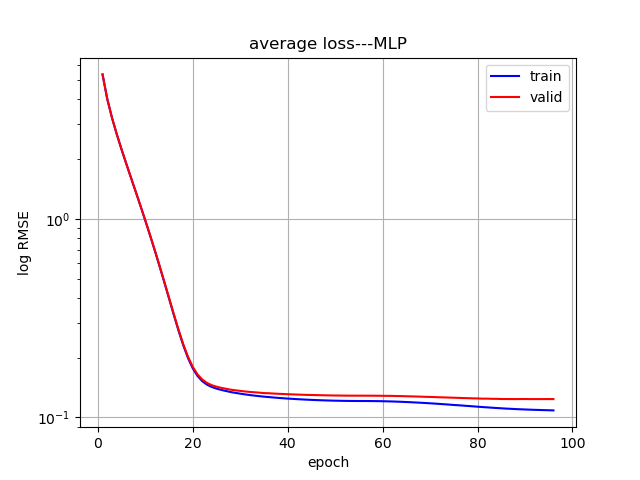 average loss---MLP
train
valid
log RMSE
10⁰
10⁻¹
0 20 40 60 80 100
epoch